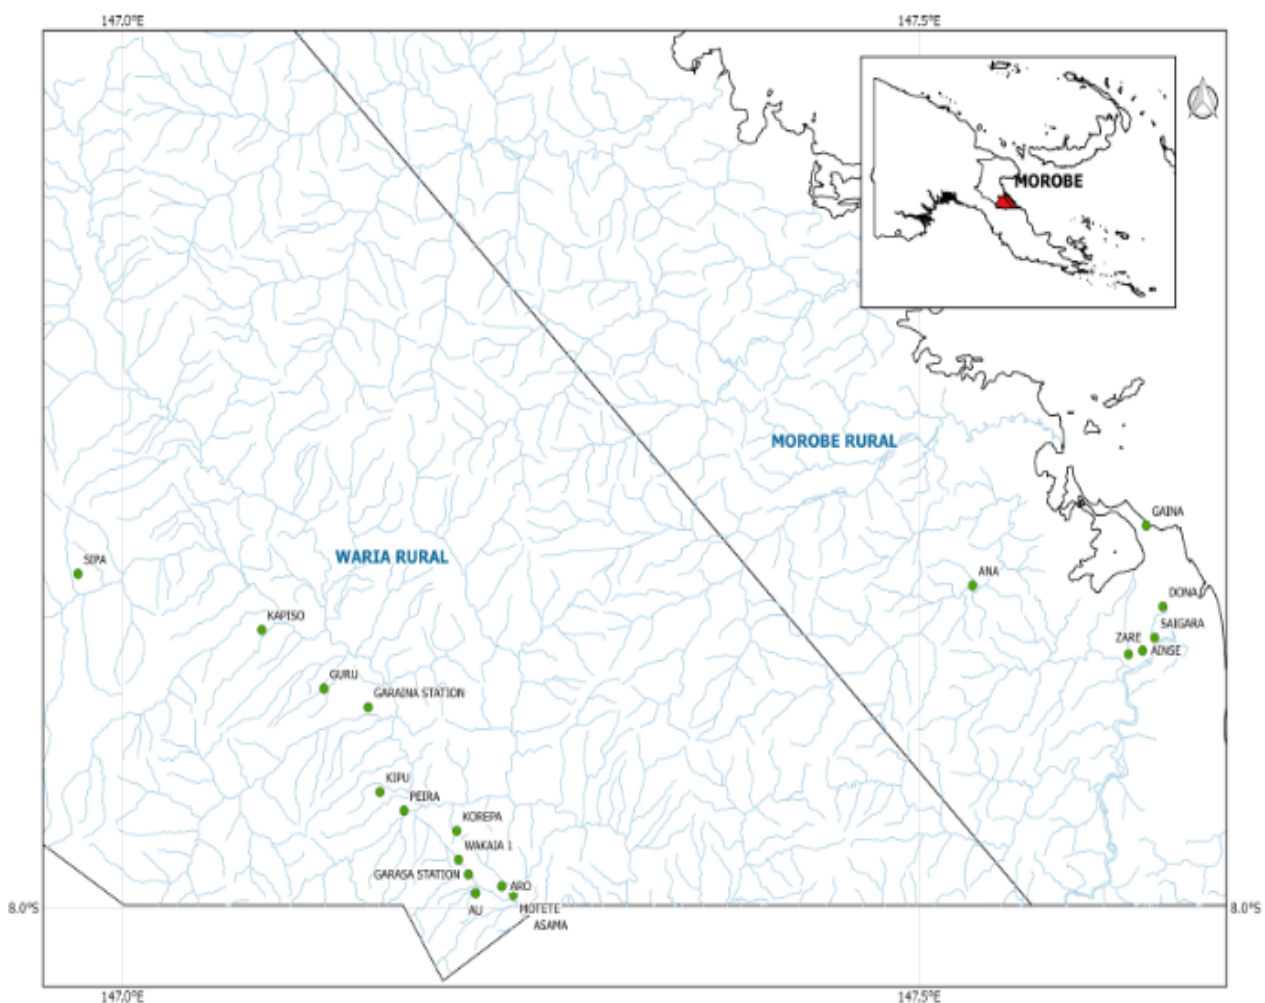 147.0°E
147.5°E
MOROBE
MOROBE RURAL
GAINA
WARIA RURAL
SIPA
ANA
DONA
KAPISO
SAIGARA
ZARE
AINSE
GURU
GARAINA STATION
KIPU
PEIRA
KOREPA
WAKAIA 1
GARASA STATION
ARO
AU
MOTETE
8.0°S
8.0°S
ASAMA
147.0°E
147.5°E